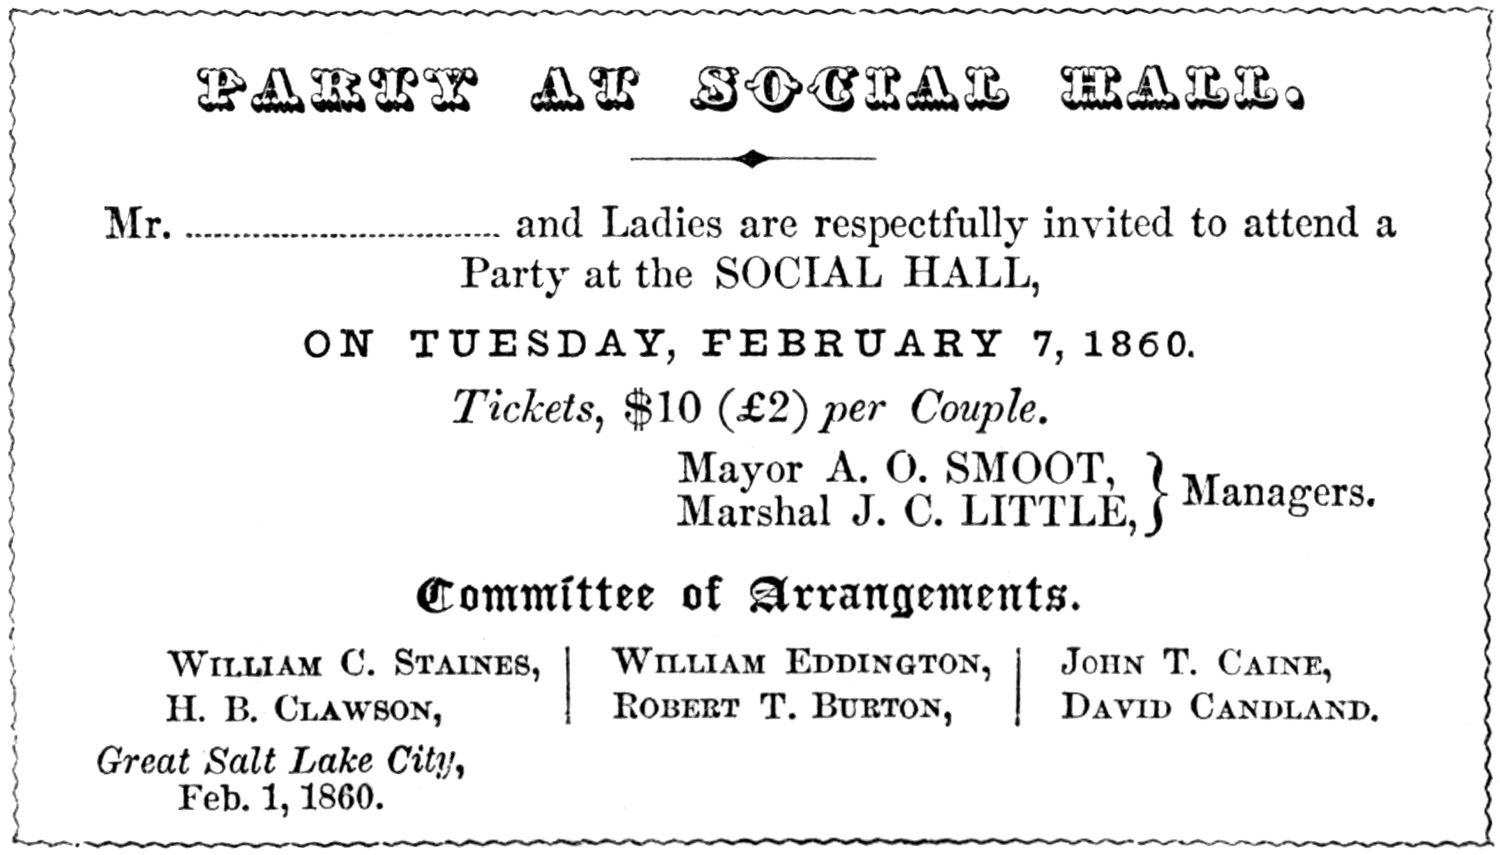 PARTY AT SOCIAL HALL.
Mr. ................................. and Ladies are respectfully invited to attend a
Party at the SOCIAL HALL,
ON TUESDAY, FEBRUARY 7, 1860.
Tickets, $10 (£2) per Couple.
Mayor A. O. SMOOT,
Marshal J. C. LITTLE, } Managers.
Committee of Arrangements.
WILLIAM C. STAINES, | WILLIAM EDDINGTON, | JOHN T. CAINE,
H. B. CLAWSON, | ROBERT T. BURTON, | DAVID CANDLAND.
Great Salt Lake City,
Feb. 1, 1860.